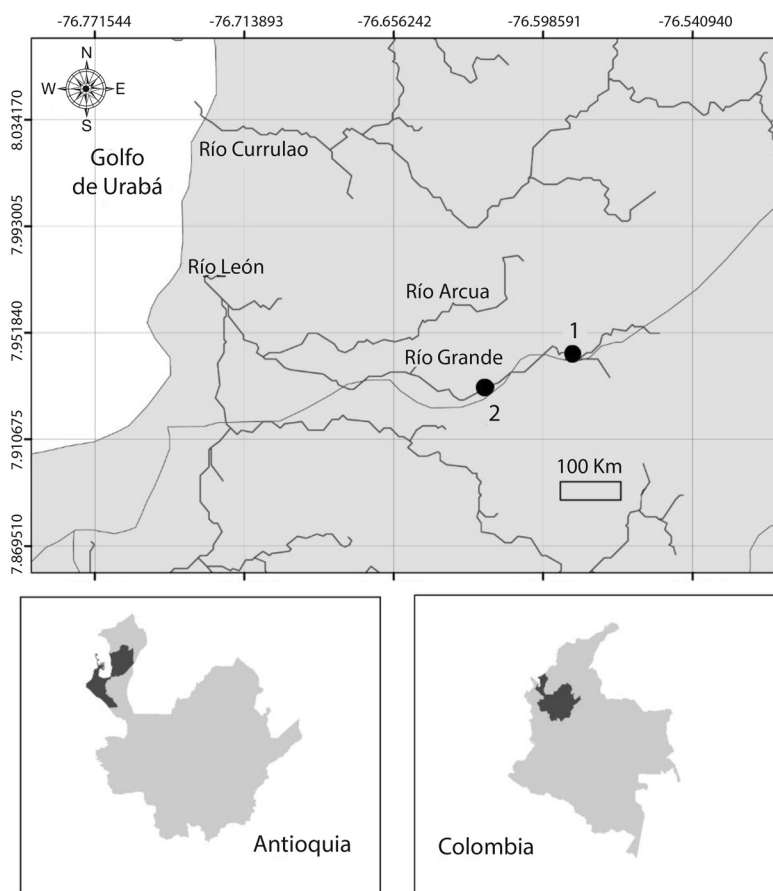 -76.771544 -76.713893 -76.656242 -76.598591 -76.540940
8.034170
7.993005
7.951840
7.910675
7.869510
N
W E
S
Golfo
de Urabá
Río Currulao
Río León
Río Arcua
1
Río Grande
2
100 Km
Antioquia
Colombia